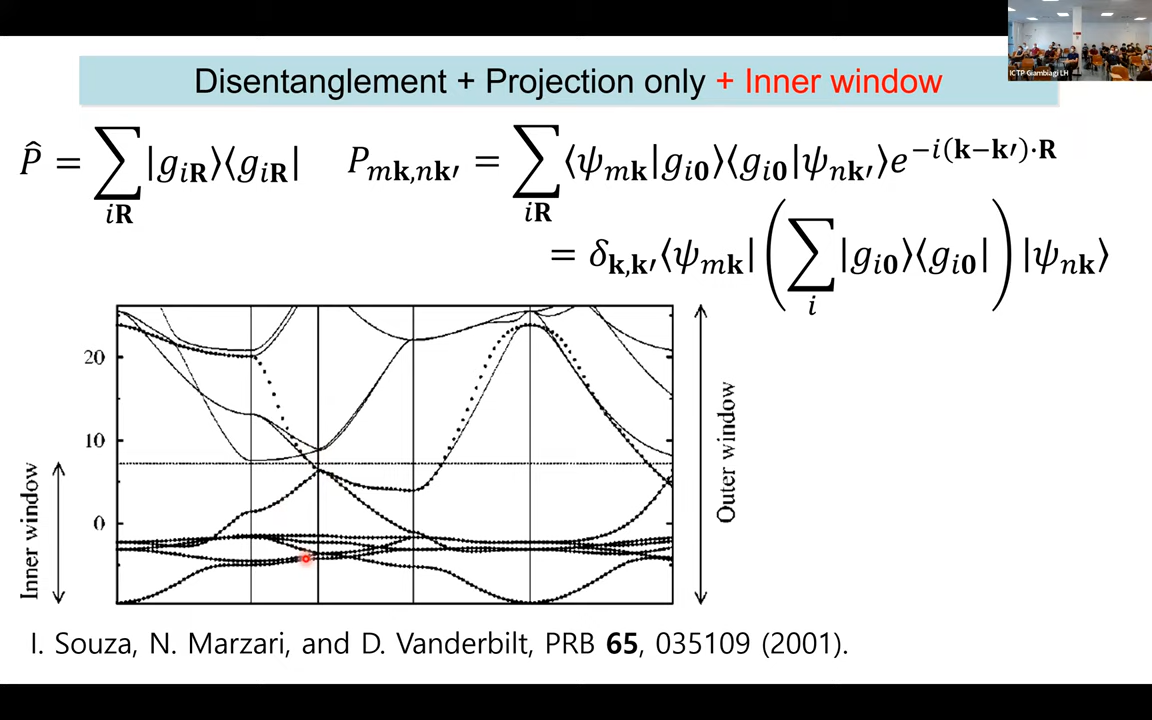 ICTP Giambiagi LH
Disentanglement + Projection only + Inner window
P̂ = ∑_{i𝐑} |g_{i𝐑}⟩⟨g_{i𝐑}| P_{m𝐤,n𝐤′} = ∑_{i𝐑} ⟨ψ_{m𝐤}|g_{i𝟎}⟩⟨g_{i𝟎}|ψ_{n𝐤′}⟩e^{−i(𝐤−𝐤′)·𝐑}
= δ_{𝐤,𝐤′}⟨ψ_{m𝐤}| (∑_i |g_{i𝟎}⟩⟨g_{i𝟎}|) |ψ_{n𝐤}⟩
20
10
0
Inner window
Outer window
I. Souza, N. Marzari, and D. Vanderbilt, PRB 65, 035109 (2001).